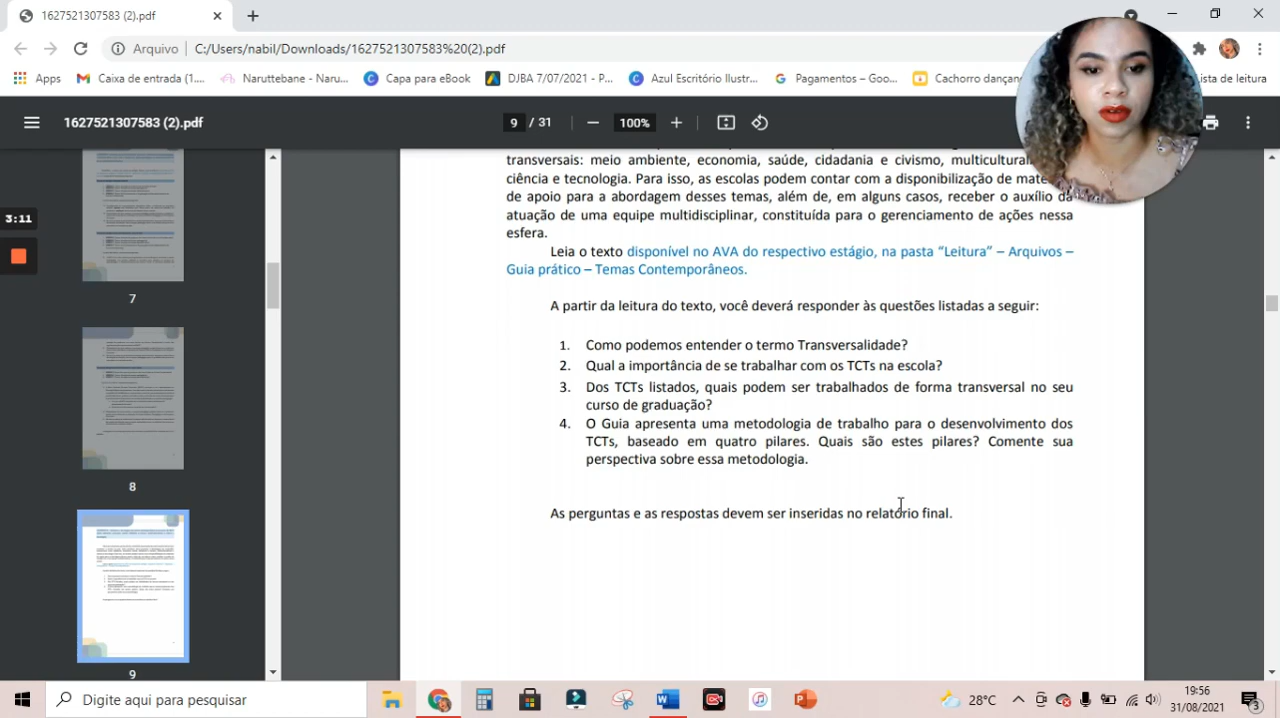 1627521307583 (2).pdf
Arquivo
C:/Users/nabil/Downloads/1627521307583%20(2).pdf
Apps
Caixa de entrada (1....
Naruttebane - Naru...
Capa para eBook
DJBA 7/07/2021 - P...
Azul Escritório Ilustr...
Pagamentos – Goo...
Cachorro dançand
ista de leitura
1627521307583 (2).pdf
9 / 31
100%
transversais: meio ambiente, economia, saúde, cidadania e civismo,
ciência e tecnologia. Para isso, as escolas podem contar com a disponibilização de
de apoio para a abordagem desses temas, além de, em alguns casos, receber o auxílio da
atuação de uma equipe multidisciplinar, constituída para o gerenciamento de ações nessa
esfera.
Leia o texto disponível no AVA do respectivo estágio, na pasta “Leitura” – Arquivos –
Guia prático – Temas Contemporâneos.
A partir da leitura do texto, você deverá responder às questões listadas a seguir:
1. Como podemos entender o termo Transversalidade?
2. Qual a importância de se trabalhar com os TCTs na escola?
3. Dos TCTs listados, quais podem ser trabalhados de forma transversal no seu
curso de graduação?
4. O Guia apresenta uma metodologia de trabalho para o desenvolvimento dos
TCTs, baseado em quatro pilares. Quais são estes pilares? Comente sua
perspectiva sobre essa metodologia.
As perguntas e as respostas devem ser inseridas no relatório final.
3:11
7
8
9
Digite aqui para pesquisar
28°C
19:56
31/08/2021
3